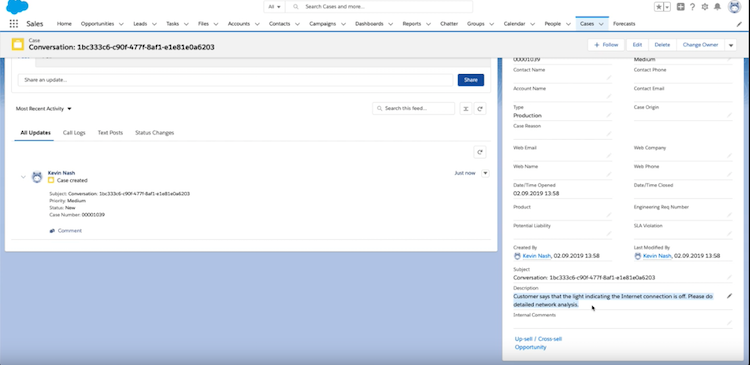 All
Search Cases and more...
Sales
Home
Opportunities
Leads
Tasks
Files
Accounts
Contacts
Campaigns
Dashboards
Reports
Chatter
Groups
Calendar
People
Cases
Forecasts
Case
Conversation: 1bc333c6-c90f-477f-8af1-e1e81e0a6203
+ Follow
Edit
Delete
Change Owner
Share an update...
Share
Most Recent Activity
Search this feed...
All Updates
Call Logs
Text Posts
Status Changes
Kevin Nash
Just now
Case created
Subject: Conversation: 1bc333c6-c90f-477f-8af1-e1e81e0a6203
Priority: Medium
Status: New
Case Number: 00001039
Comment
00001039
Medium
Contact Name
Contact Phone
Account Name
Contact Email
Type
Production
Case Origin
Case Reason
Web Email
Web Company
Web Name
Web Phone
Date/Time Opened
02.09.2019 13:58
Date/Time Closed
Product
Engineering Req Number
Potential Liability
SLA Violation
Created By
Kevin Nash, 02.09.2019 13:58
Last Modified By
Kevin Nash, 02.09.2019 13:58
Subject
Conversation: 1bc333c6-c90f-477f-8af1-e1e81e0a6203
Description
Customer says that the light indicating the Internet connection is off. Please do
detailed network analysis.
Internal Comments
Up-sell / Cross-sell
Opportunity